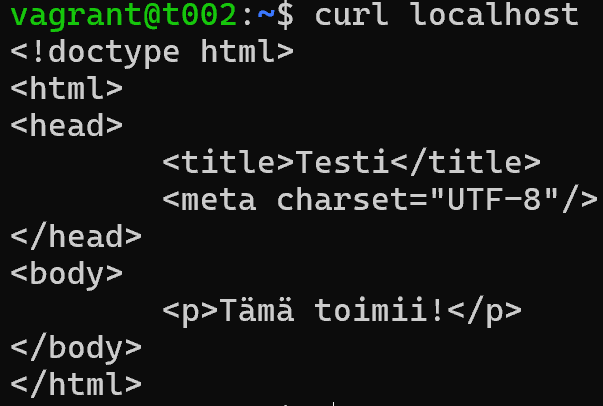 vagrant@t002:~$ curl localhost
<!doctype html>
<html>
<head>
        <title>Testi</title>
        <meta charset="UTF-8"/>
</head>
<body>
        <p>Tämä toimii!</p>
</body>
</html>